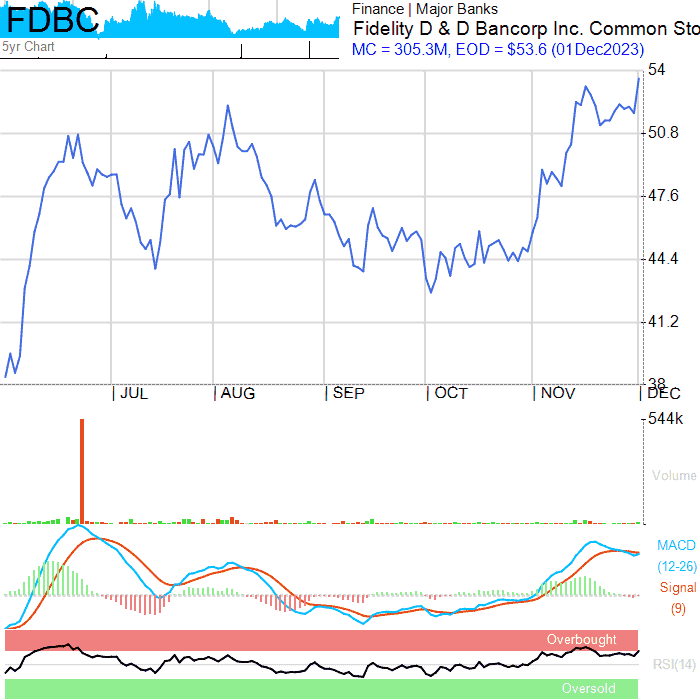 FDBC
5yr Chart
Finance | Major Banks
Fidelity D & D Bancorp Inc. Common Sto
MC = 305.3M, EOD = $53.6 (01Dec2023)
54
50.8
47.6
44.4
41.2
38
JUL
AUG
SEP
OCT
NOV
DEC
544k
Volume
MACD
(12-26)
Signal
(9)
Overbought
RSI(14)
Oversold